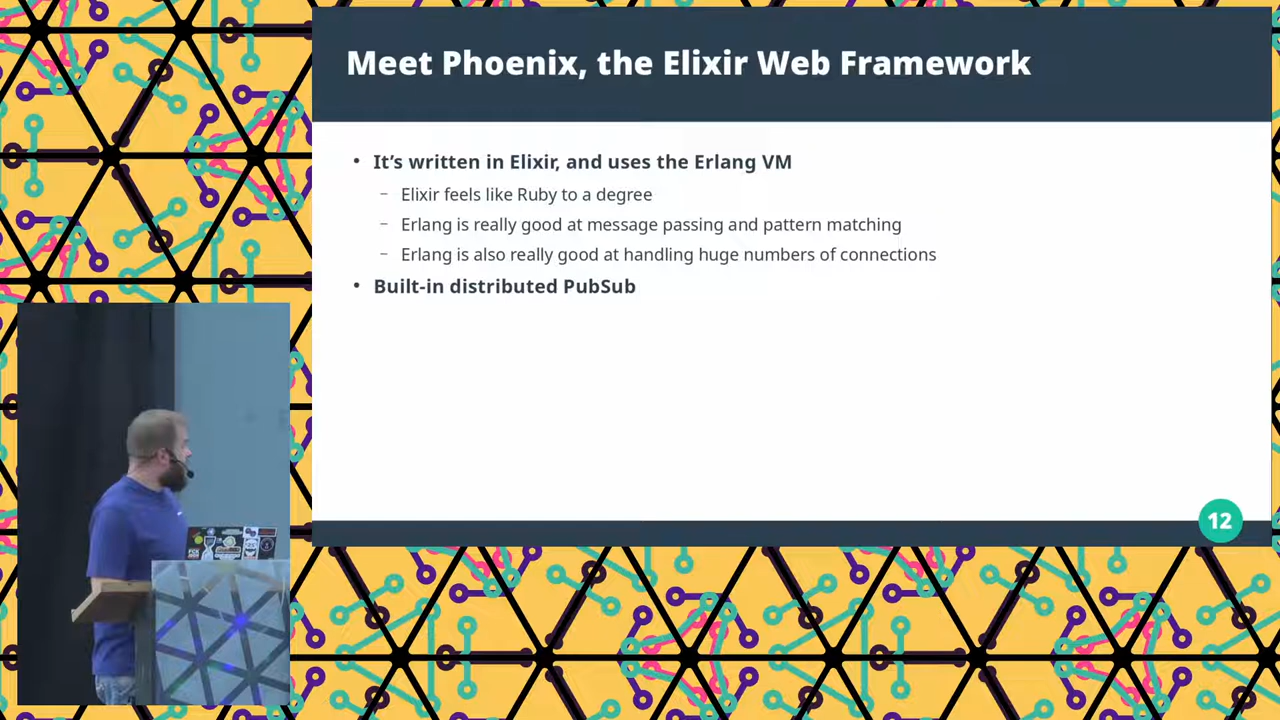 Meet Phoenix, the Elixir Web Framework
• It's written in Elixir, and uses the Erlang VM
– Elixir feels like Ruby to a degree
– Erlang is really good at message passing and pattern matching
– Erlang is also really good at handling huge numbers of connections
• Built-in distributed PubSub
12